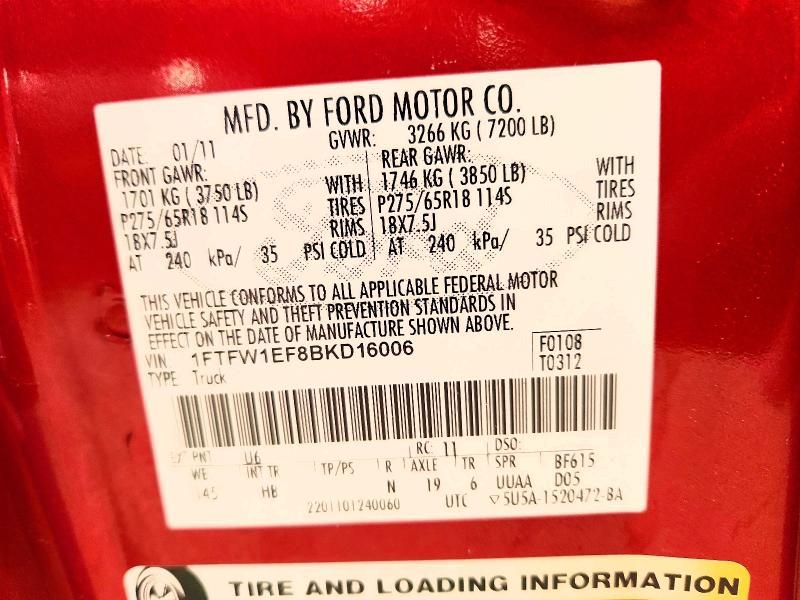 MFD. BY FORD MOTOR CO.
DATE: 01/11 GVWR: 3266 KG ( 7200 LB)
FRONT GAWR: REAR GAWR:
1701 KG ( 3750 LB) WITH 1746 KG ( 3850 LB) WITH
P275/65R18 114S TIRES P275/65R18 114S TIRES
18X7.5J RIMS 18X7.5J RIMS
AT 240 kPa/ 35 PSI COLD AT 240 kPa/ 35 PSI COLD
THIS VEHICLE CONFORMS TO ALL APPLICABLE FEDERAL MOTOR
VEHICLE SAFETY AND THEFT PREVENTION STANDARDS IN
EFFECT ON THE DATE OF MANUFACTURE SHOWN ABOVE.
VIN 1FTFW1EF8BKD16006 F0108
TYPE Truck T0312
EXT PNT U6 RC: 11 DSO:
WB INT TR TP/PS R AXLE TR SPR BF615
145 HB N 19 6 UUAA D05
2201101240060 UTC ▽5U5A-1520472-BA
TIRE AND LOADING INFORMATION